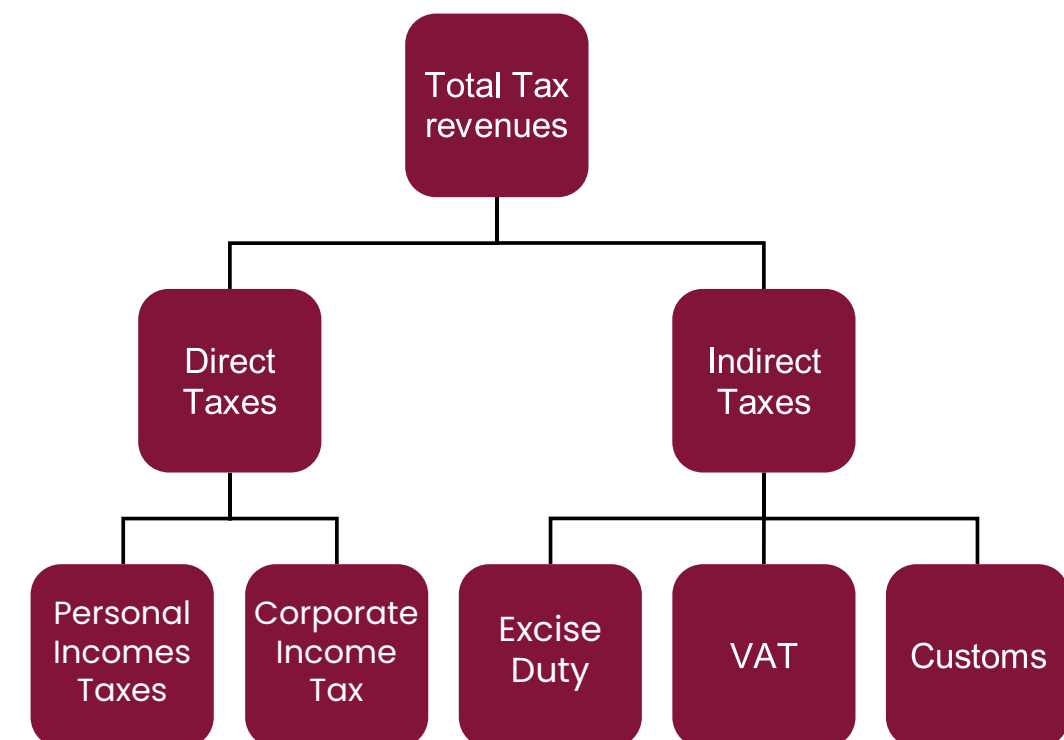 Total Tax
revenues
Direct
Taxes
Indirect
Taxes
Personal
Incomes
Taxes
Corporate
Income
Tax
Excise
Duty
VAT
Customs